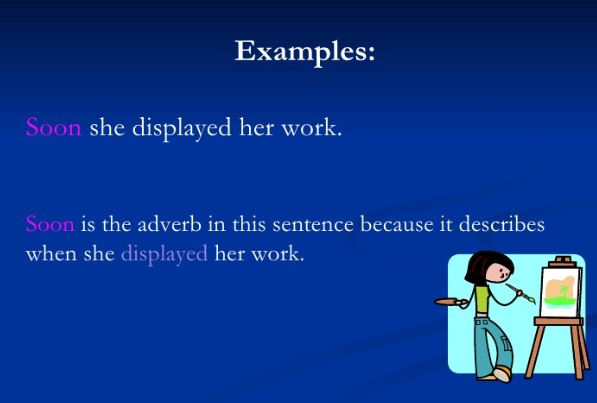 Examples:
Soon she displayed her work.
Soon is the adverb in this sentence because it describes
when she displayed her work.